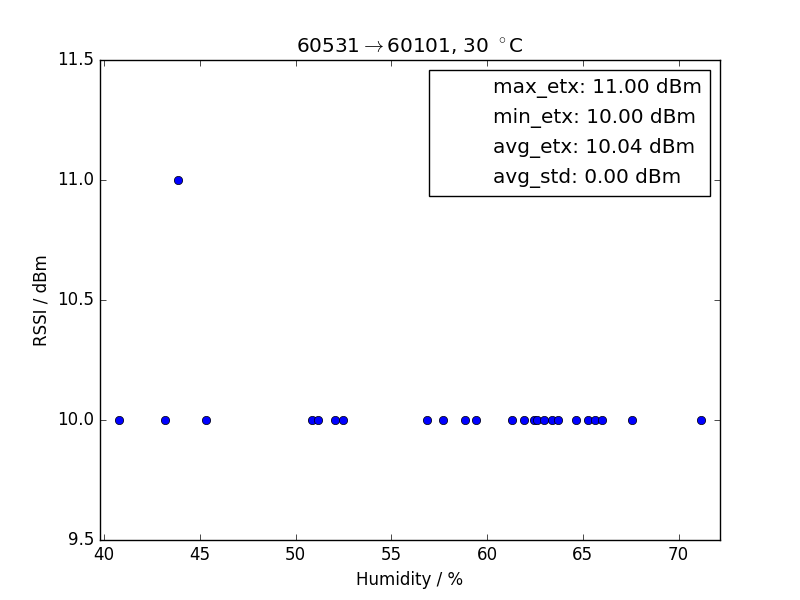 60531→60101, 30 °C
max_etx: 11.00 dBm
min_etx: 10.00 dBm
avg_etx: 10.04 dBm
avg_std: 0.00 dBm
RSSI / dBm
11.5
11.0
10.5
10.0
9.5
40 45 50 55 60 65 70
Humidity / %